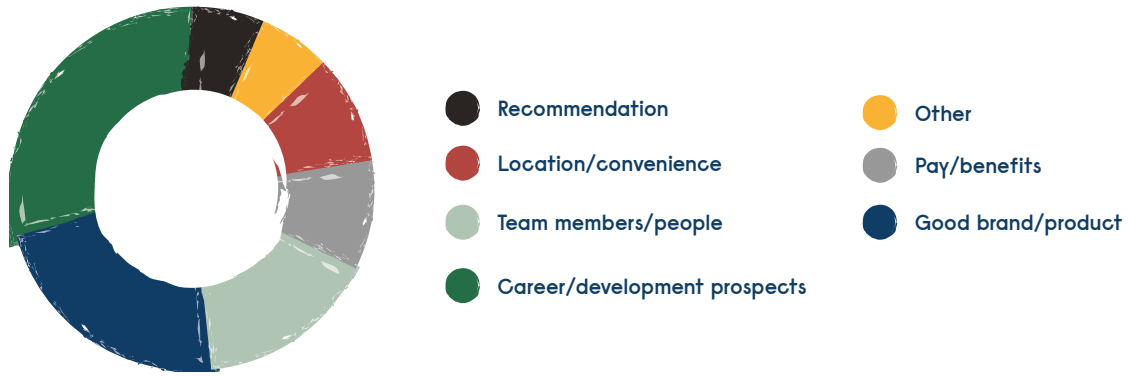 Recommendation
Location/convenience
Team members/people
Career/development prospects
Other
Pay/benefits
Good brand/product